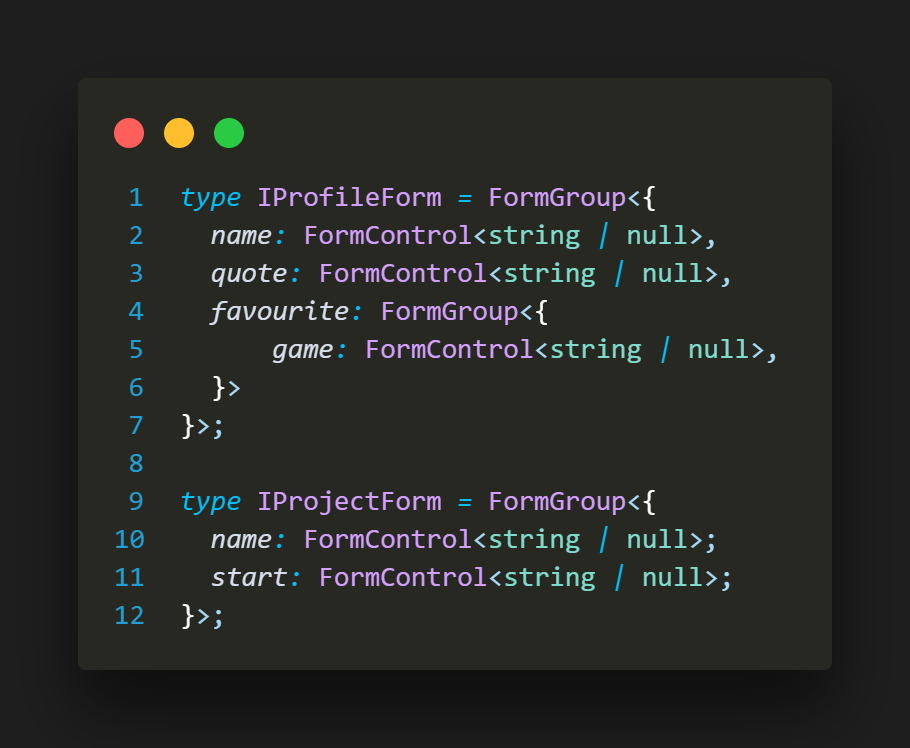 1 type IProfileForm = FormGroup<{
2   name: FormControl<string | null>,
3   quote: FormControl<string | null>,
4   favourite: FormGroup<{
5       game: FormControl<string | null>,
6   }>
7 }>;
8
9 type IProjectForm = FormGroup<{
10   name: FormControl<string | null>;
11   start: FormControl<string | null>;
12 }>;